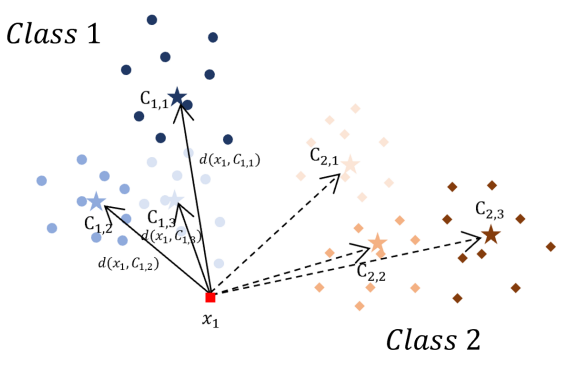 Class 1
C1,1
d(x1, C1,1)
C2,1
C1,2
C1,3
C2,3
d(x1, C1,3)
d(x1, C1,2)
C2,2
x1
Class 2